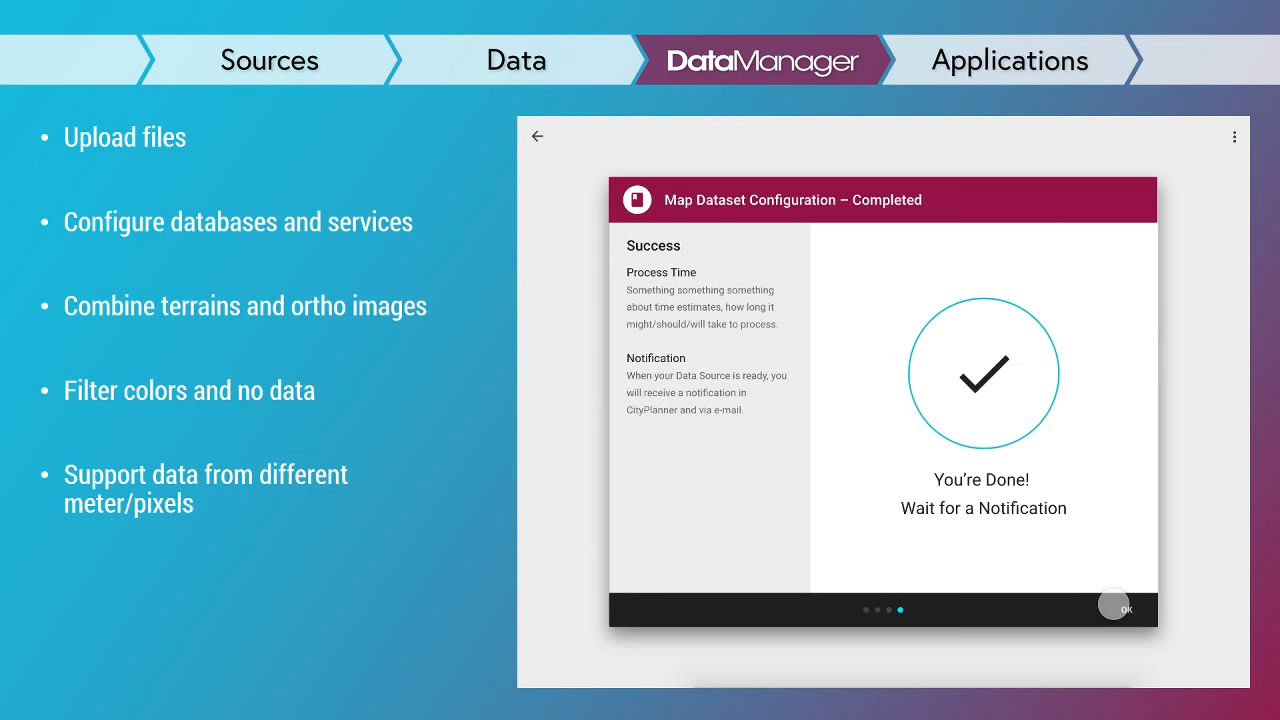 Sources
Data
DataManager
Applications
• Upload files
• Configure databases and services
• Combine terrains and ortho images
• Filter colors and no data
• Support data from different
meter/pixels
Map Dataset Configuration – Completed
Success
Process Time
Something something something
about time estimates, how long it
might/should/will take to process.
Notification
When your Data Source is ready, you
will receive a notification in
CityPlanner and via e-mail.
You're Done!
Wait for a Notification
OK